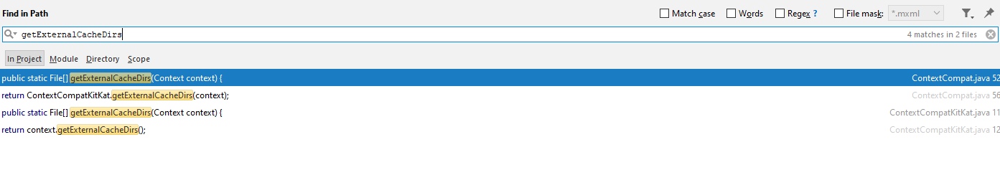 Find in Path Match case Words Regex ? File mask: *.mxml
getExternalCacheDirs 4 matches in 2 files
In Project Module Directory Scope
public static File[] getExternalCacheDirs(Context context) { ContextCompat.java 52
return ContextCompatKitKat.getExternalCacheDirs(context); ContextCompat.java 56
public static File[] getExternalCacheDirs(Context context) { ContextCompatKitKat.java 11
return context.getExternalCacheDirs(); ContextCompatKitKat.java 12